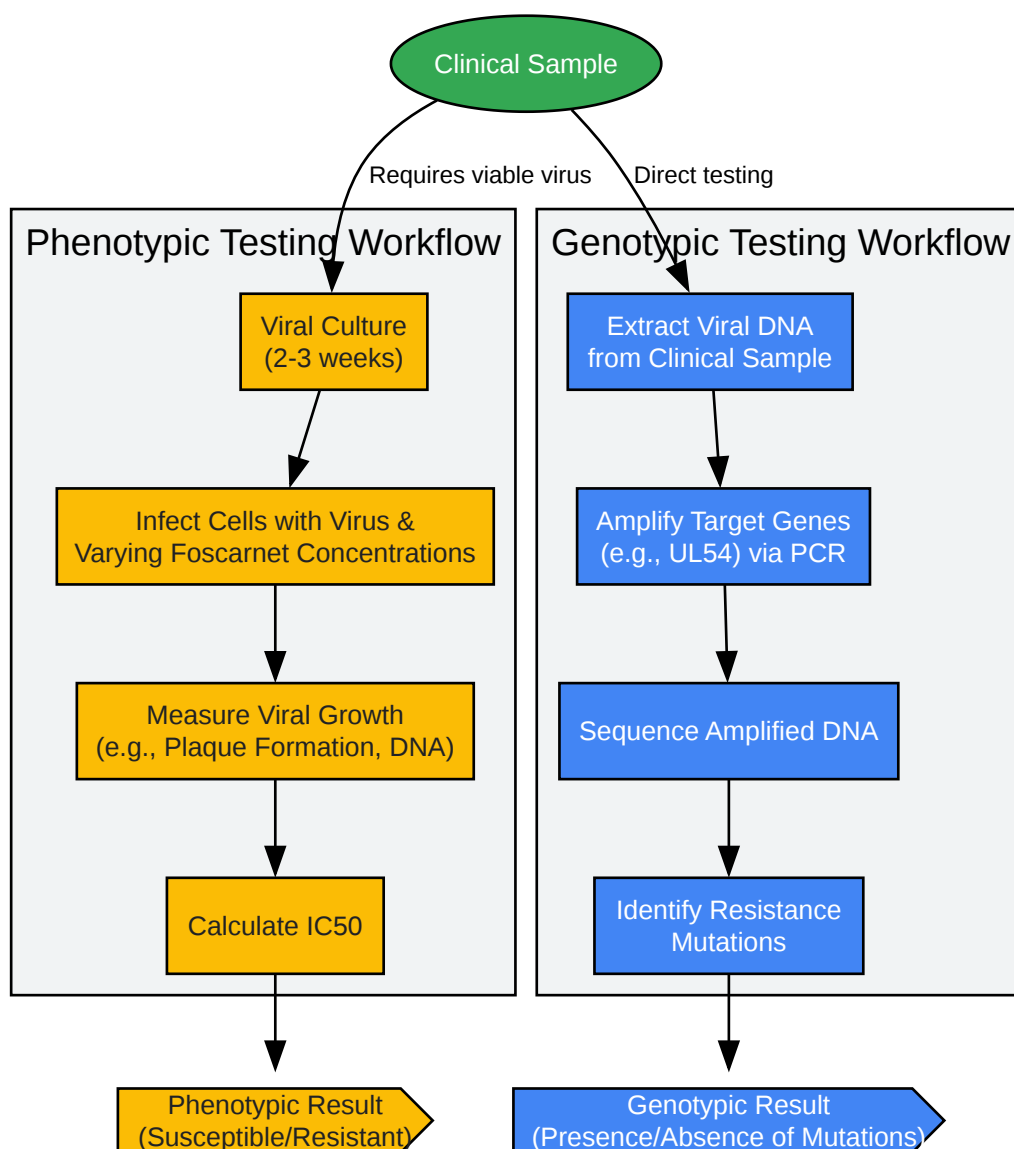 Clinical Sample
Requires viable virus
Direct testing
Phenotypic Testing Workflow
Viral Culture
(2-3 weeks)
Infect Cells with Virus &
Varying Foscarnet Concentrations
Measure Viral Growth
(e.g., Plaque Formation, DNA)
Calculate IC50
Phenotypic Result
(Susceptible/Resistant)
Genotypic Testing Workflow
Extract Viral DNA
from Clinical Sample
Amplify Target Genes
(e.g., UL54) via PCR
Sequence Amplified DNA
Identify Resistance
Mutations
Genotypic Result
(Presence/Absence of Mutations)